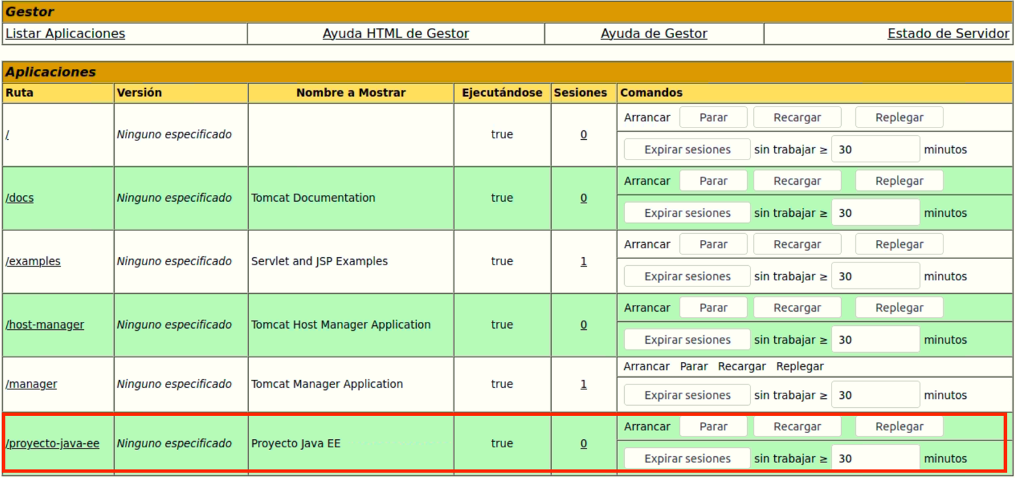 Gestor
Listar Aplicaciones Ayuda HTML de Gestor Ayuda de Gestor Estado de Servidor
Aplicaciones
Ruta Versión Nombre a Mostrar Ejecutándose Sesiones Comandos
/ Ninguno especificado true 0 Arrancar Parar Recargar Replegar
Expirar sesiones sin trabajar ≥ 30 minutos
/docs Ninguno especificado Tomcat Documentation true 0 Arrancar Parar Recargar Replegar
Expirar sesiones sin trabajar ≥ 30 minutos
/examples Ninguno especificado Servlet and JSP Examples true 1 Arrancar Parar Recargar Replegar
Expirar sesiones sin trabajar ≥ 30 minutos
/host-manager Ninguno especificado Tomcat Host Manager Application true 0 Arrancar Parar Recargar Replegar
Expirar sesiones sin trabajar ≥ 30 minutos
/manager Ninguno especificado Tomcat Manager Application true 1 Arrancar Parar Recargar Replegar
Expirar sesiones sin trabajar ≥ 30 minutos
/proyecto-java-ee Ninguno especificado Proyecto Java EE true 0 Arrancar Parar Recargar Replegar
Expirar sesiones sin trabajar ≥ 30 minutos